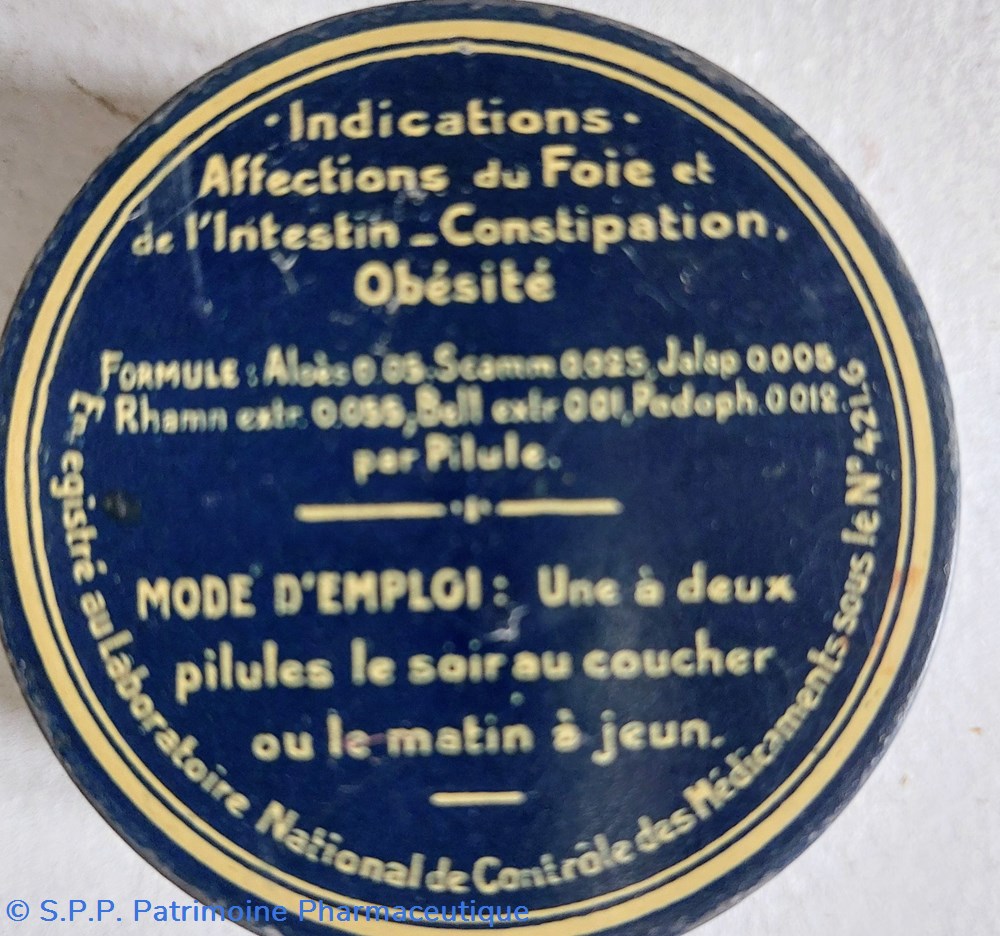 ·Indications·
Affections du Foie et
de l'Intestin _ Constipation.
Obésité
FORMULE : Aloès 0.05, Scamm 0.025, Jalap 0.005,
Rhamn extr. 0.055, Bell extr 0.01, Podoph. 0.012.
par Pilule.
MODE D'EMPLOI : Une à deux
pilules le soir au coucher
ou le matin à jeun.
Enregistré au Laboratoire National de Contrôle des Médicaments sous le N° 421.6
© S.P.P. Patrimoine Pharmaceutique